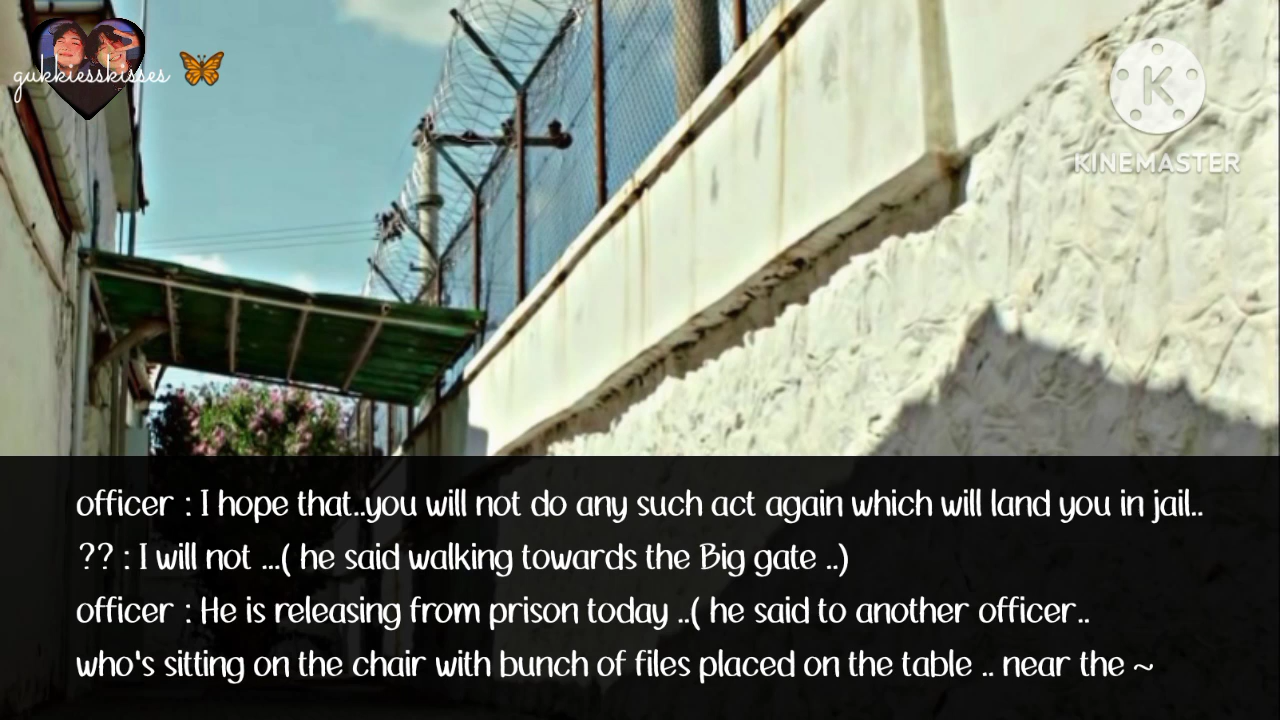 gukkiesskisses
K
KINEMASTER
officer : I hope that..you will not do any such act again which will land you in jail..
?? : I will not ...( he said walking towards the Big gate ..)
officer : He is releasing from prison today ..( he said to another officer..
who's sitting on the chair with bunch of files placed on the table .. near the ~